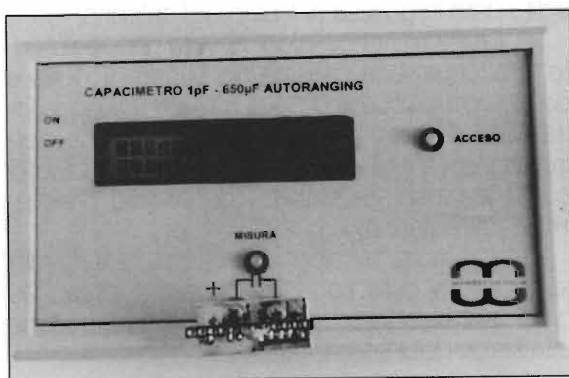 CAPACIMETRO 1pF - 650µF AUTORANGING
ON
OFF
ACCESO
MISURA
+